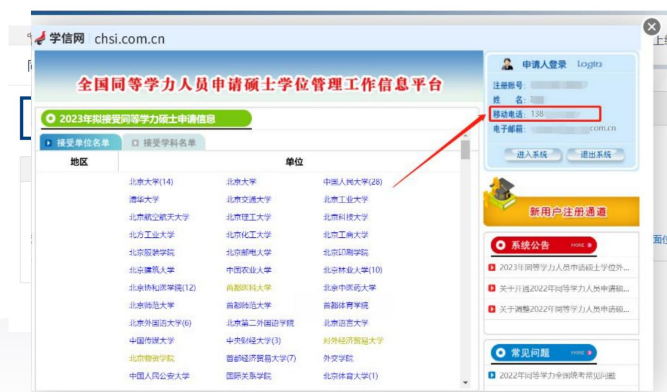 学信网 chsi.com.cn
全国同等学力人员申请硕士学位管理工作信息平台
2023年拟接受同等学力硕士申请信息
接受单位名单 接受学科名单
地区 单位
北京大学(14) 北京大学 中国人民大学(28)
清华大学 北京交通大学 北京工业大学
北京航空航天大学 北京理工大学 北京科技大学
北方工业大学 北京化工大学 北京工商大学
北京服装学院 北京邮电大学 北京印刷学院
北京建筑大学 中国农业大学 北京林业大学(10)
北京协和医学院(12) 首都医科大学 北京中医药大学
北京师范大学 首都师范大学 首都体育学院
北京外国语大学(6) 北京第二外国语学院 北京语言大学
中国传媒大学 中央财经大学(3) 对外经济贸易大学
北京物资学院 首都经济贸易大学(7) 外交学院
中国人民公安大学 国际关系学院 北京体育大学(1)
申请人登录 Login
注册账号:
姓 名:
移动电话: 138
电子邮箱: com.cn
进入系统 退出系统
新用户注册通道
系统公告 MORE
2023年同等学力人员申请硕士学位外...
关于开通2022年同等学力人员申请硕...
关于调整2022年同等学力人员申请硕...
常见问题 MORE
2022年同等学力全国统考常见问题